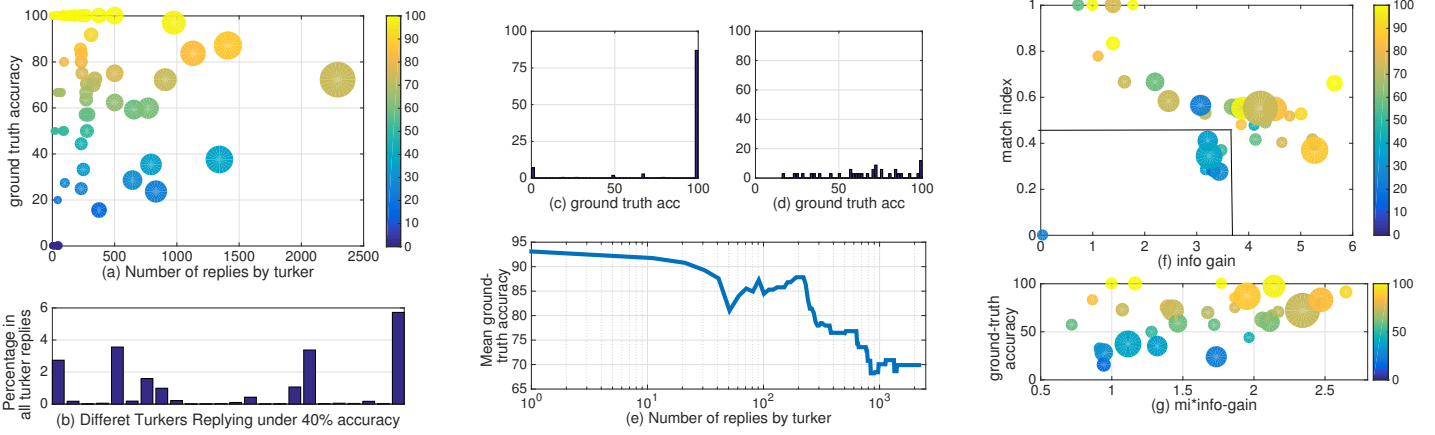 100
80
60
40
20
0
ground truth accuracy
0 500 1000 1500 2000 2500
(a) Number of replies by turker
100
90
80
70
60
50
40
30
20
10
0
6
4
2
0
Percentage in
all turker replies
(b) Differet Turkers Replying under 40% accuracy
100
75
50
25
0
0 50 100
(c) ground truth acc
100
75
50
25
0
0 50 100
(d) ground truth acc
95
90
85
80
75
70
65
Mean ground-
truth accuracy
10^0 10^1 10^2 10^3
(e) Number of replies by turker
1
0.8
0.6
0.4
0.2
0
match index
0 1 2 3 4 5 6
(f) info gain
100
90
80
70
60
50
40
30
20
10
0
100
50
0
ground-truth
accuracy
0.5 1 1.5 2 2.5
(g) mi*info-gain
100
50
0